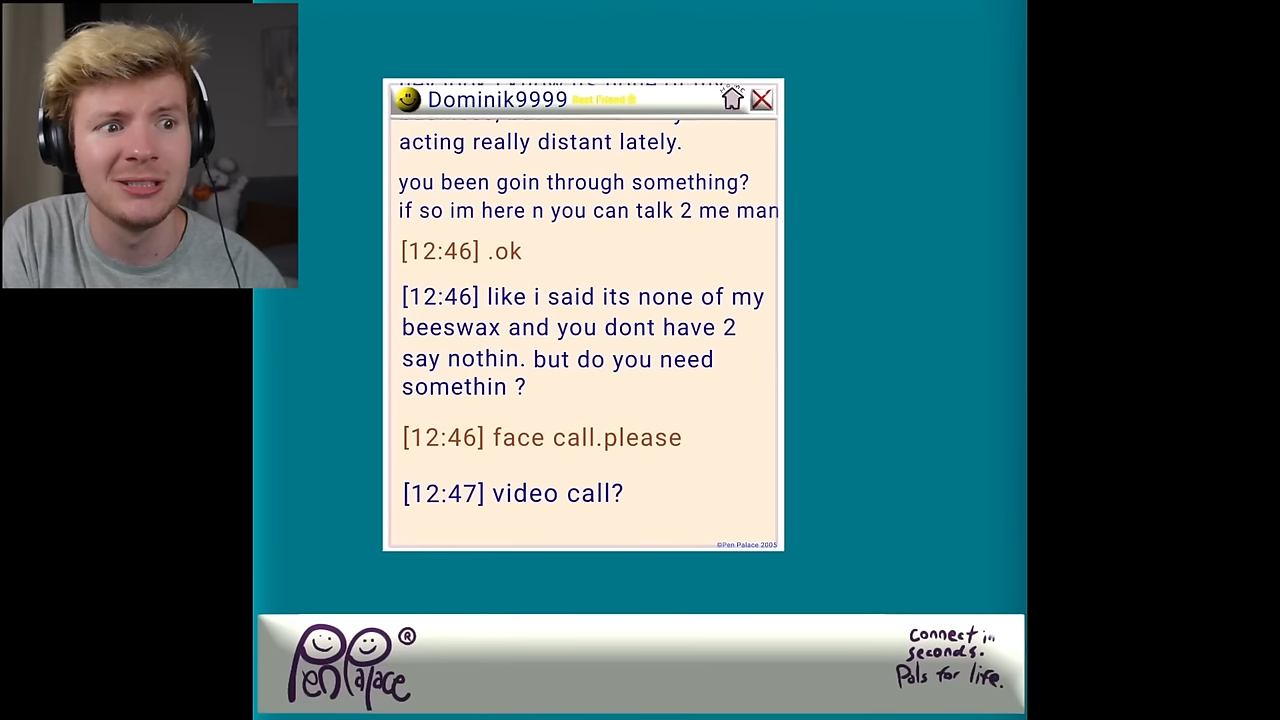 Dominik9999 Best Friend
acting really distant lately.
you been goin through something?
if so im here n you can talk 2 me man
[12:46] .ok
[12:46] like i said its none of my
beeswax and you dont have 2
say nothin. but do you need
somethin ?
[12:46] face call.please
[12:47] video call?
©Pen Palace 2005
Pen Palace ®
connect in
seconds.
Pals for life.